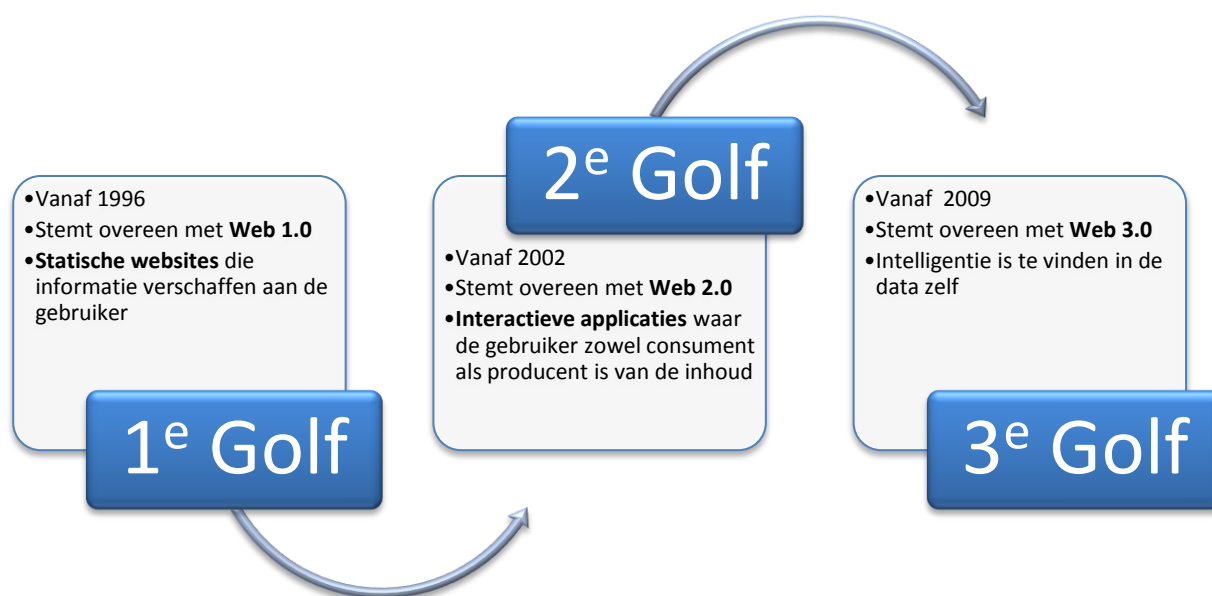 •Vanaf 1996
•Stemt overeen met Web 1.0
•Statische websites die
informatie verschaffen aan de
gebruiker
1e Golf
2e Golf
•Vanaf 2002
•Stemt overeen met Web 2.0
•Interactieve applicaties waar
de gebruiker zowel consument
als producent is van de inhoud
•Vanaf  2009
•Stemt overeen met Web 3.0
•Intelligentie is te vinden in de
data zelf
3e Golf